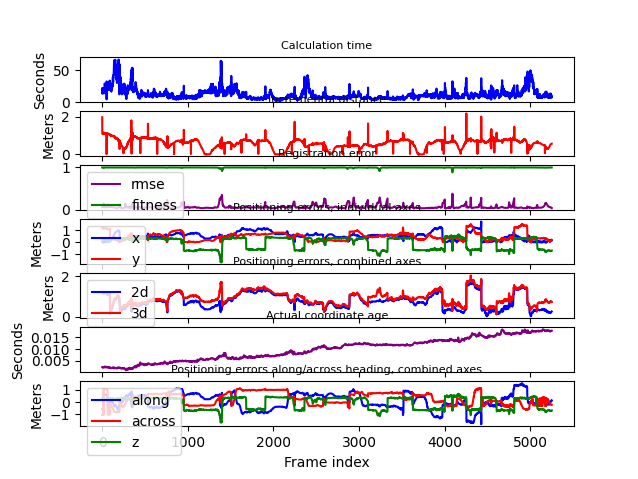 Calculation time
50
0
Seconds
2
0
Meters
Registration error
1
0
rmse
fitness
Positioning errors, individual axes
1
0
−1
Meters
x
y
Positioning errors, combined axes
2
0
Meters
2d
3d
Actual coordinate age
0.015
0.010
0.005
Seconds
Positioning errors along/across heading, combined axes
1
0
−1
Meters
along
across
z
0
1000
2000
3000
4000
5000
Frame index